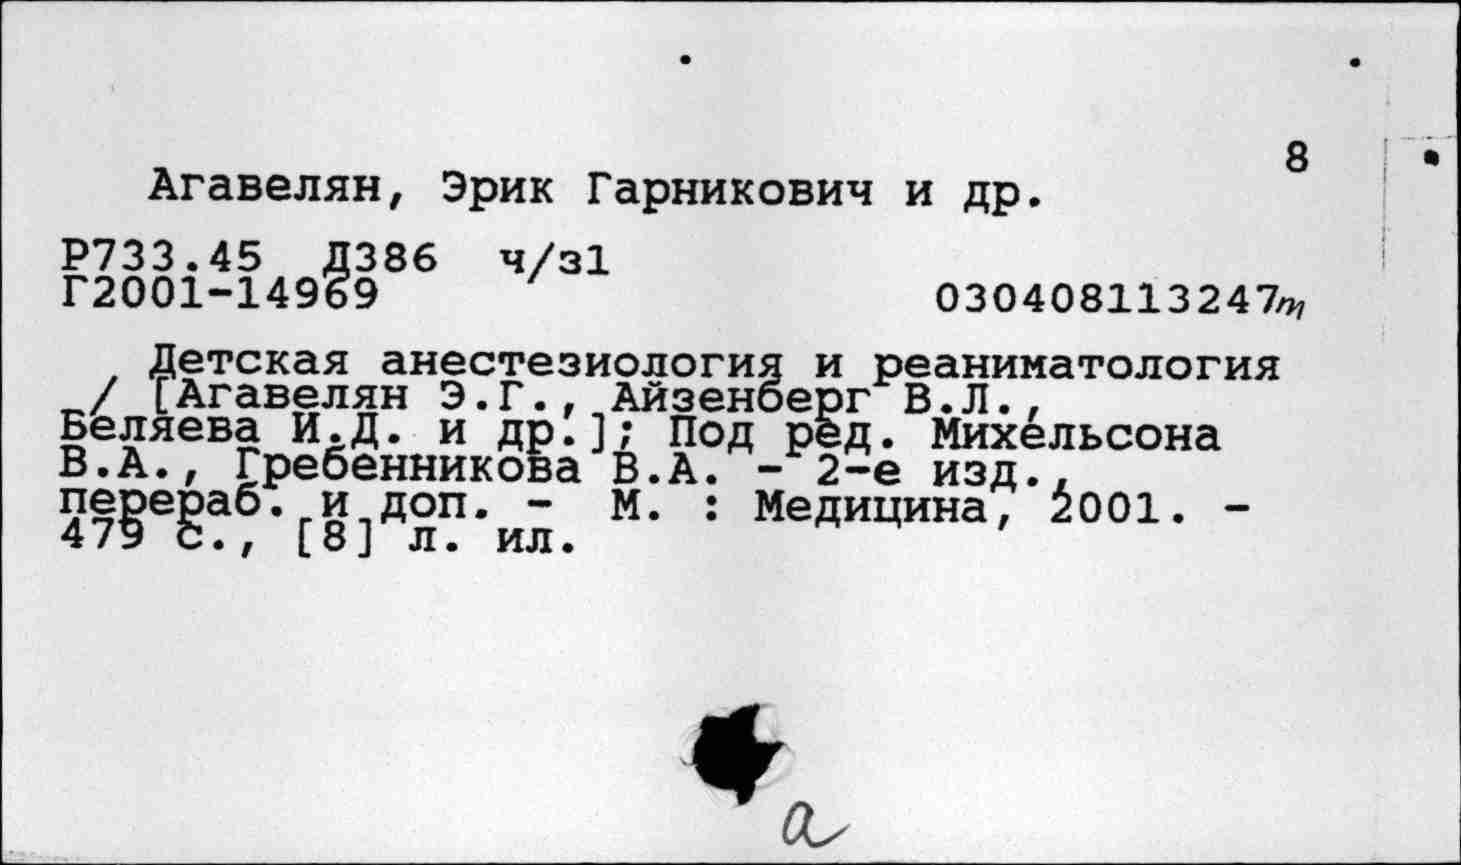 8
Агавелян, Эрик Гарникович и др.
Р733.45 Д386 ч/з1
Г2001-14969
030408113247
Детская анестезиология и реаниматология
/ [Агавелян Э.Г., Айзенберг В.Л.,
Беляева И.Д. и др.]; Под ред. Михельсона
В.А., Гребенникова В.А. - 2-е изд.,
перераб. и доп. - М. : Медицина, 2001. -
479 с., [8] л. ил.
а